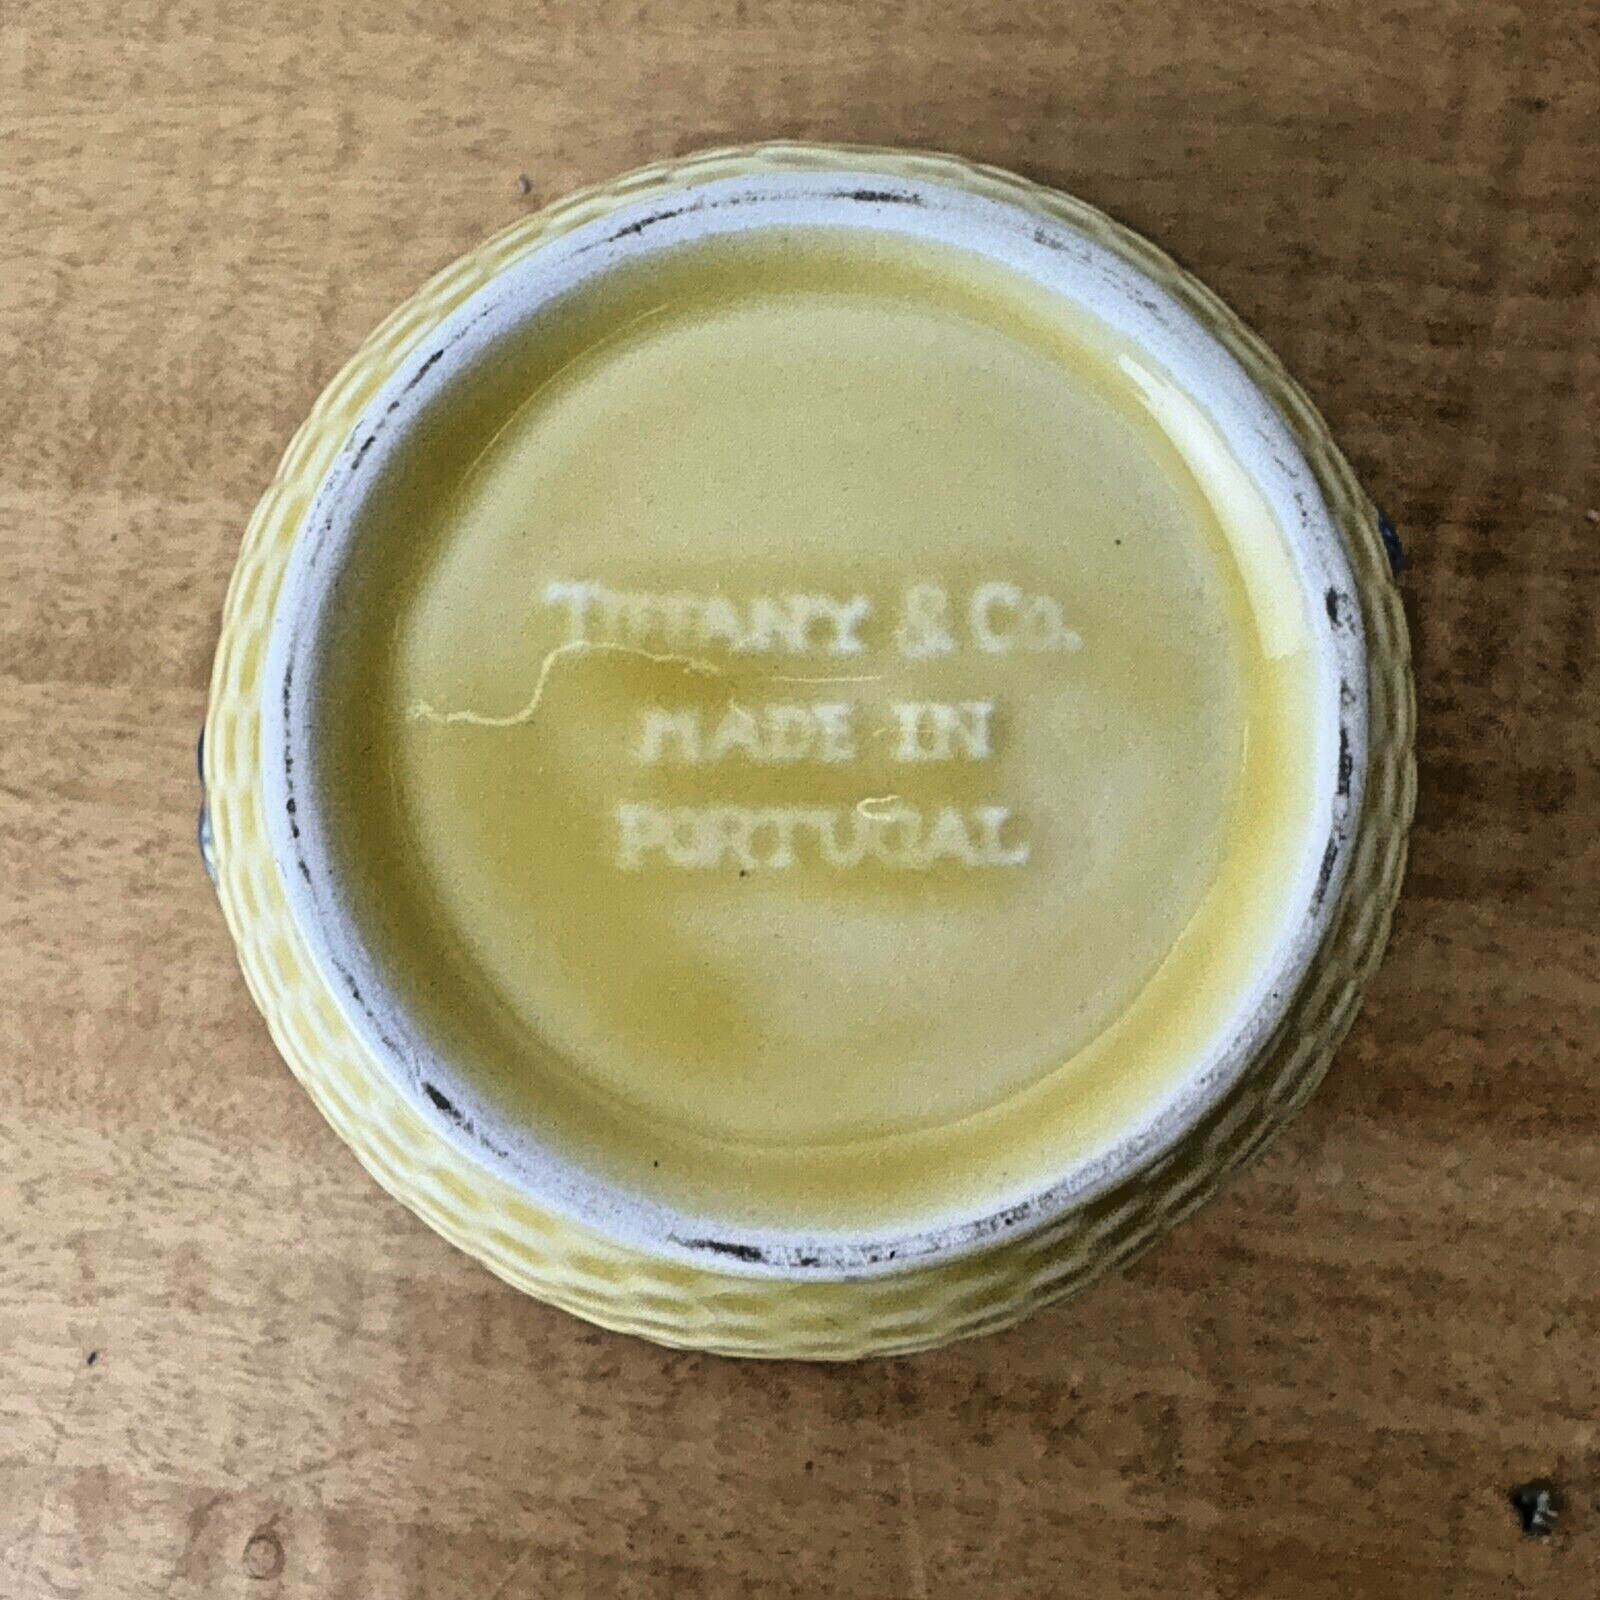 TIFFANY & CO.
MADE IN
PORTUGAL